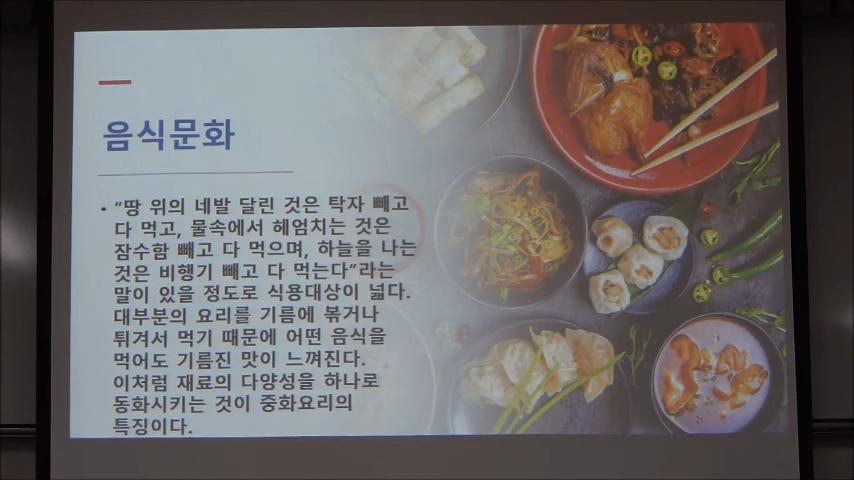 음식문화
• “땅 위의 네발 달린 것은 탁자 빼고
다 먹고, 물속에서 헤엄치는 것은
잠수함 빼고 다 먹으며, 하늘을 나는
것은 비행기 빼고 다 먹는다”라는
말이 있을 정도로 식용대상이 넓다.
대부분의 요리를 기름에 볶거나
튀겨서 먹기 때문에 어떤 음식을
먹어도 기름진 맛이 느껴진다.
이처럼 재료의 다양성을 하나로
동화시키는 것이 중화요리의
특징이다.